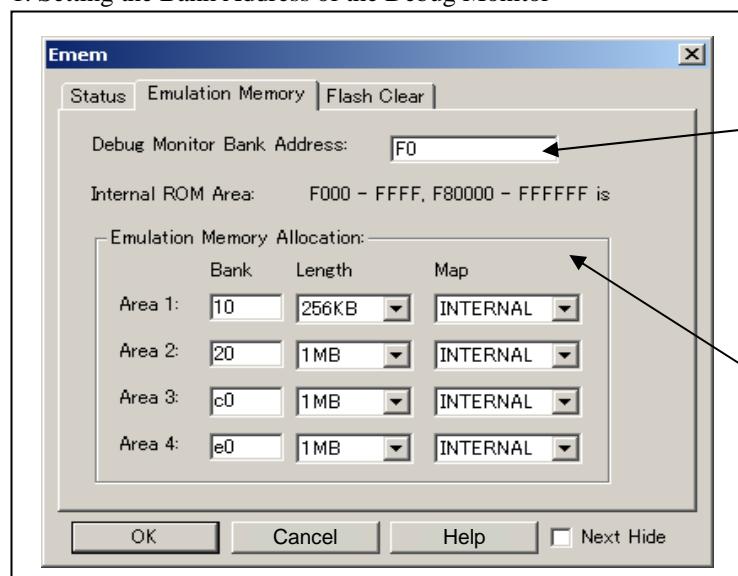 1. Setting the Bank Address of the Debug Monitor
Emem
Status Emulation Memory Flash Clear
Debug Monitor Bank Address: F0
Internal ROM Area: F000 - FFFF, F80000 - FFFFFF is
Emulation Memory Allocation:
Bank Length Map
Area 1: 10 256KB INTERNAL
Area 2: 20 1MB INTERNAL
Area 3: c0 1MB INTERNAL
Area 4: e0 1MB INTERNAL
OK Cancel Help Next Hide